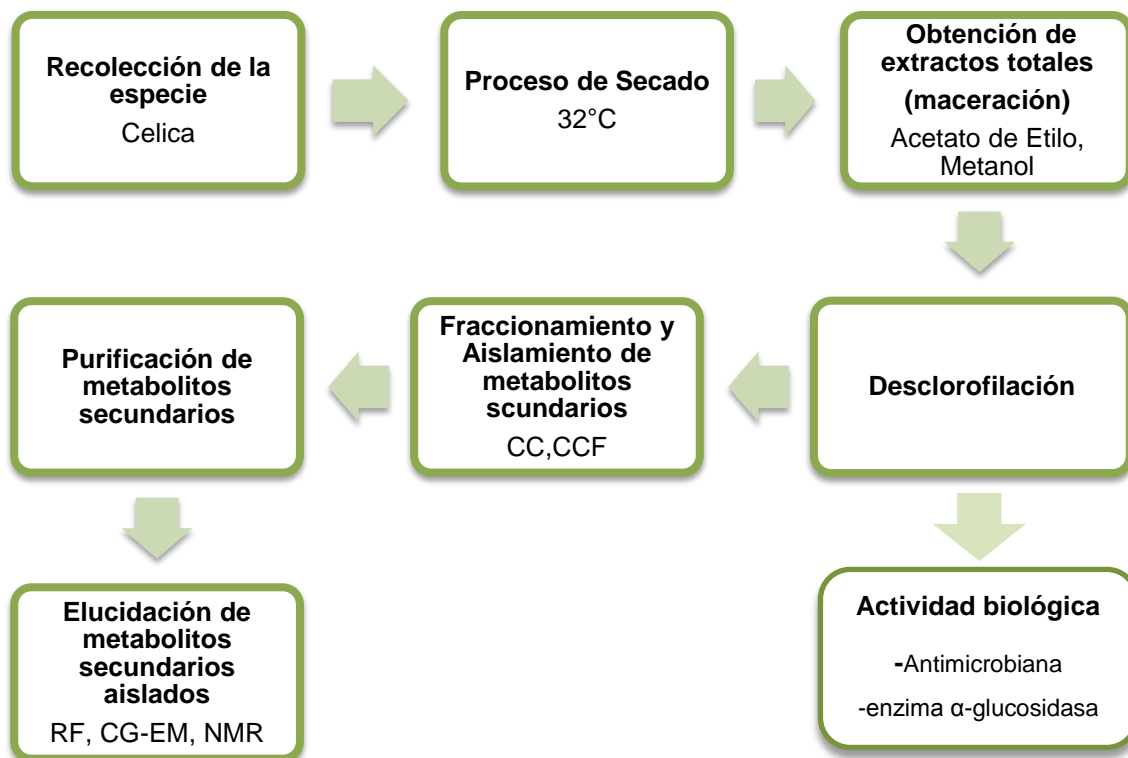 Recolección de la
especie
Celica
Proceso de Secado
32°C
Obtención de
extractos totales
(maceración)
Acetato de Etilo,
Metanol
Desclorofilación
Fraccionamiento y
Aislamiento de
metabolitos
scundarios
CC,CCF
Purificación de
metabolitos
secundarios
Elucidación de
metabolitos
secundarios
aislados
RF, CG-EM, NMR
Actividad biológica
-Antimicrobiana
-enzima α-glucosidasa